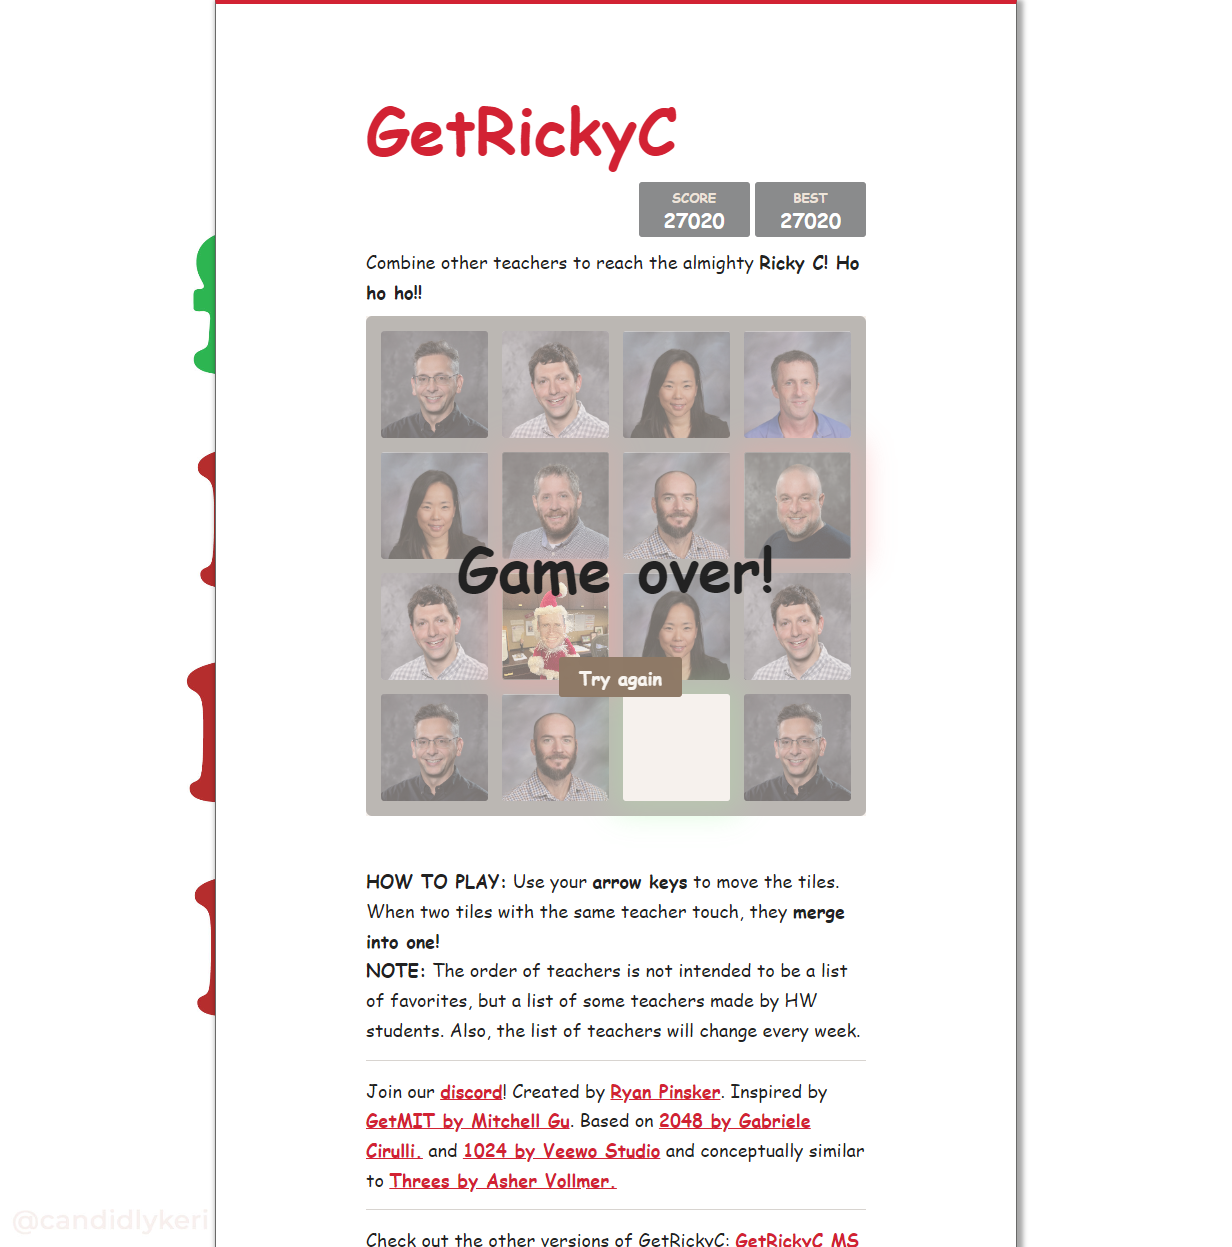 GetRickyC
SCORE
27020
BEST
27020
Combine other teachers to reach the almighty Ricky C! Ho
ho ho!!
Game over!
Try again
HOW TO PLAY: Use your arrow keys to move the tiles.
When two tiles with the same teacher touch, they merge
into one!
NOTE: The order of teachers is not intended to be a list
of favorites, but a list of some teachers made by HW
students. Also, the list of teachers will change every week.
Join our discord! Created by Ryan Pinsker. Inspired by
GetMIT by Mitchell Gu. Based on 2048 by Gabriele
Cirulli. and 1024 by Veewo Studio and conceptually similar
to Threes by Asher Vollmer.
@candidlykeri
Check out the other versions of GetRickyC: GetRickyC MS